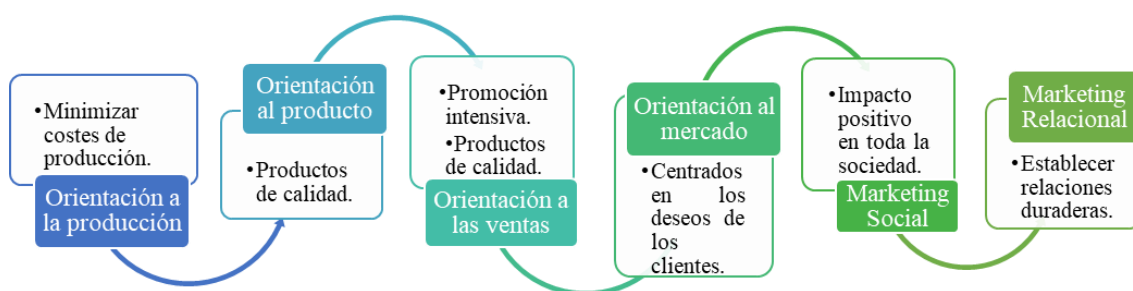 •Minimizar
costes de
producción.
Orientación a
la producción
Orientación
al producto
•Productos
de calidad.
•Promoción
intensiva.
•Productos
de calidad.
Orientación a
las ventas
Orientación al
mercado
•Centrados
en los
deseos de
los
clientes.
•Impacto
positivo
en toda la
sociedad.
Marketing
Social
Marketing
Relacional
•Establecer
relaciones
duraderas.